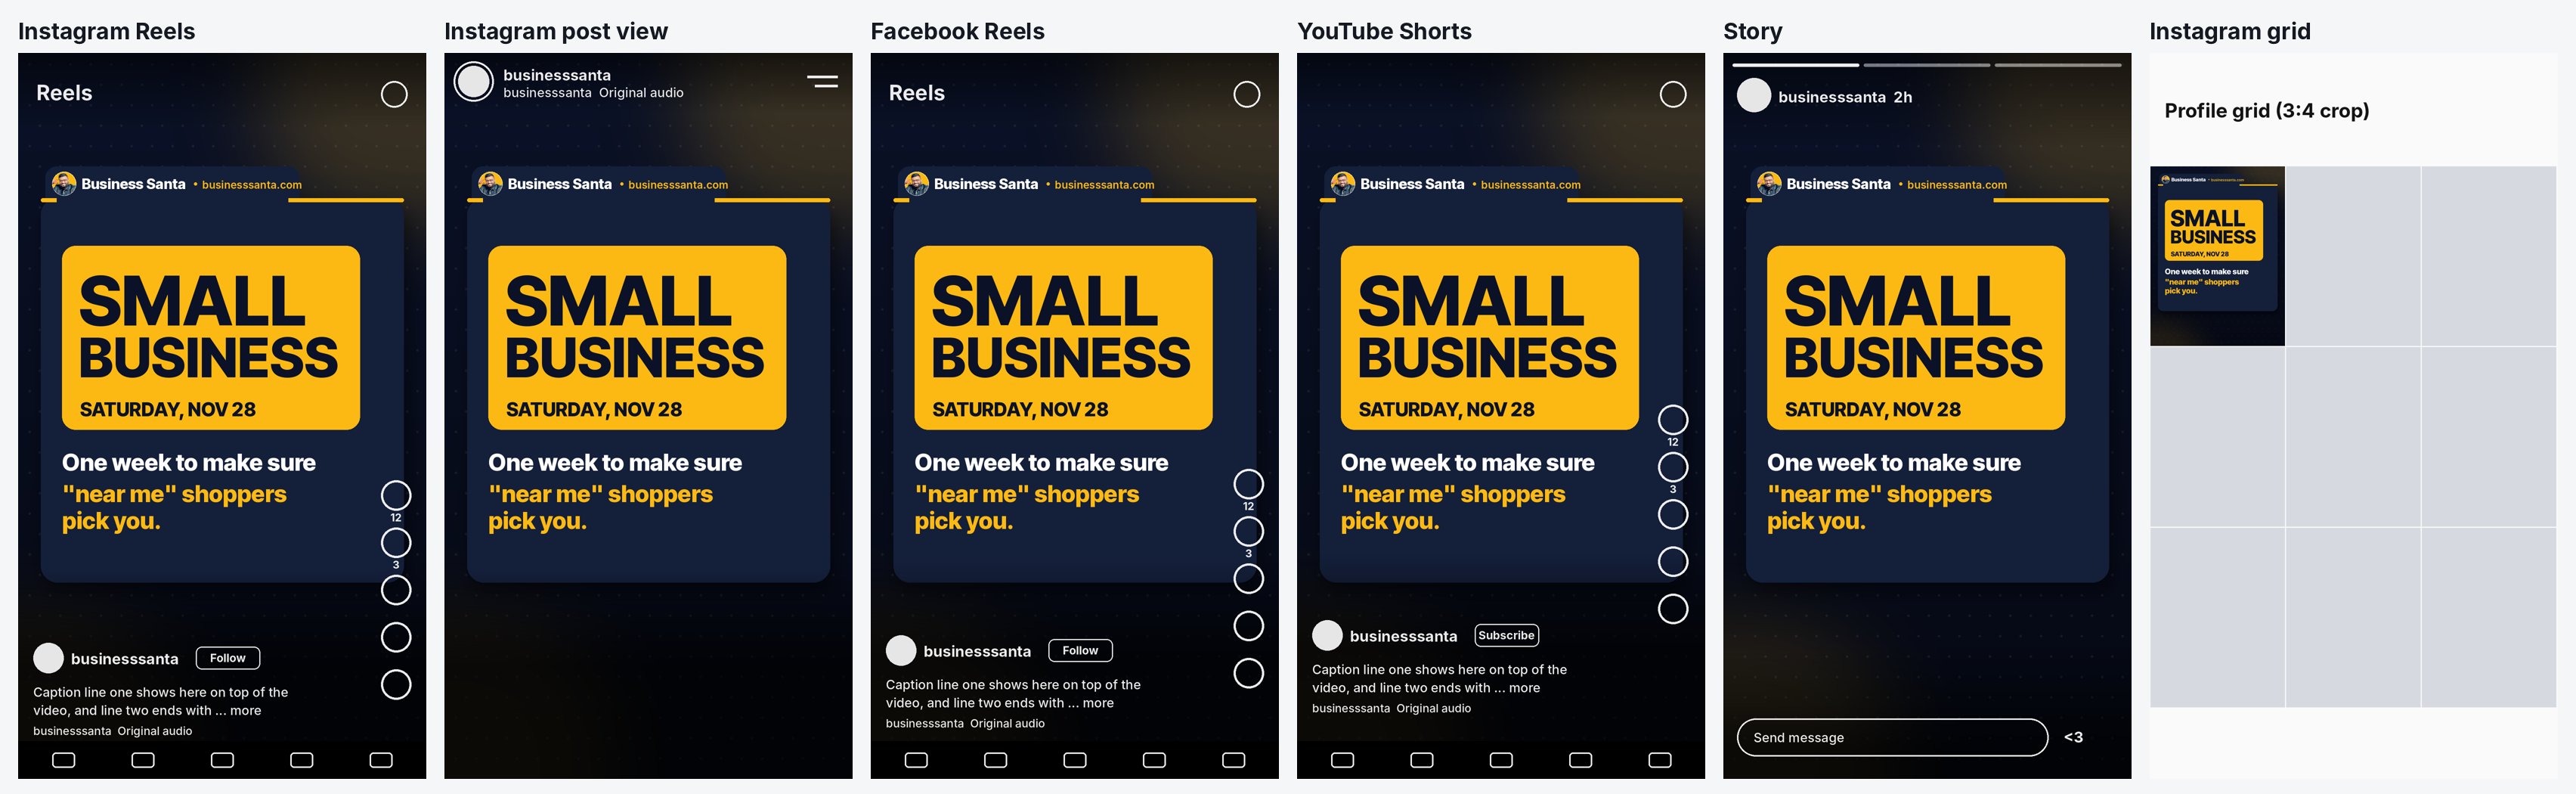 Instagram Reels
Reels
Business Santa • businesssanta.com
SMALL
BUSINESS
SATURDAY, NOV 28
One week to make sure
"near me" shoppers
pick you.
12
3
businesssanta Follow
Caption line one shows here on top of the
video, and line two ends with ... more
businesssanta Original audio
Instagram post view
businesssanta
businesssanta Original audio
Business Santa • businesssanta.com
SMALL
BUSINESS
SATURDAY, NOV 28
One week to make sure
"near me" shoppers
pick you.
Facebook Reels
Reels
Business Santa • businesssanta.com
SMALL
BUSINESS
SATURDAY, NOV 28
One week to make sure
"near me" shoppers
pick you.
12
3
businesssanta Follow
Caption line one shows here on top of the
video, and line two ends with ... more
businesssanta Original audio
YouTube Shorts
Business Santa • businesssanta.com
SMALL
BUSINESS
SATURDAY, NOV 28
One week to make sure
"near me" shoppers
pick you.
12
3
businesssanta Subscribe
Caption line one shows here on top of the
video, and line two ends with ... more
businesssanta Original audio
Story
businesssanta 2h
Business Santa • businesssanta.com
SMALL
BUSINESS
SATURDAY, NOV 28
One week to make sure
"near me" shoppers
pick you.
Send message <3
Instagram grid
Profile grid (3:4 crop)
Business Santa • businesssanta.com
SMALL
BUSINESS
SATURDAY, NOV 28
One week to make sure
"near me" shoppers
pick you.